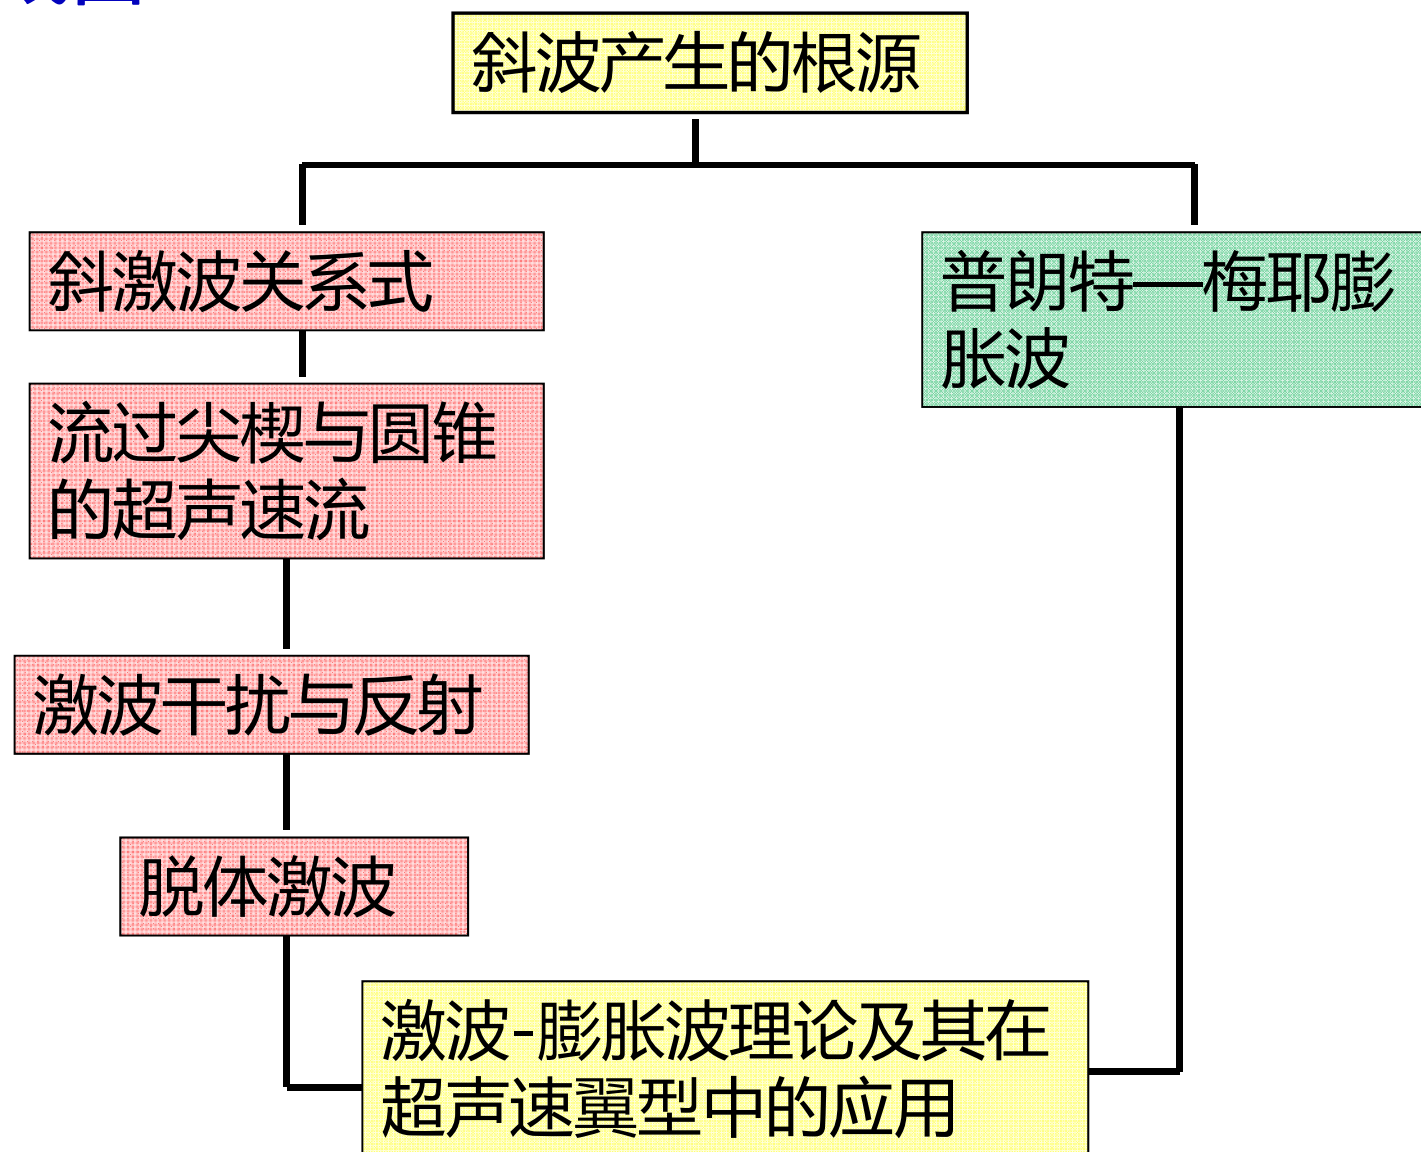 斜波产生的根源
斜激波关系式
普朗特—梅耶膨
胀波
流过尖楔与圆锥
的超声速流
激波干扰与反射
脱体激波
激波-膨胀波理论及其在
超声速翼型中的应用